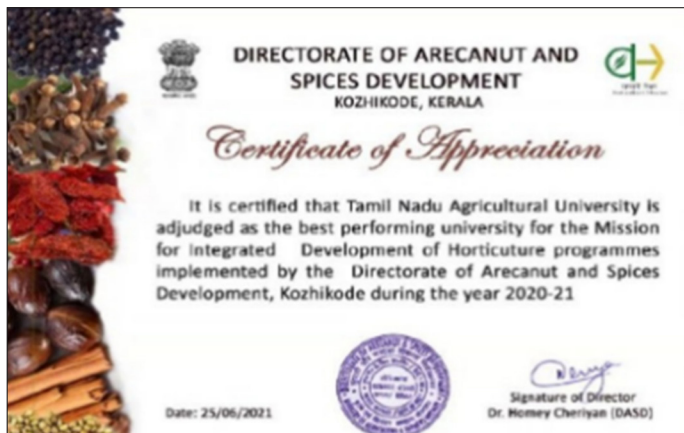 DIRECTORATE OF ARECANUT AND
SPICES DEVELOPMENT
KOZHIKODE, KERALA
Certificate of Appreciation
It is certified that Tamil Nadu Agricultural University is
adjudged as the best performing university for the Mission
for Integrated Development of Horticuture programmes
implemented by the Directorate of Arecanut and Spices
Development, Kozhikode during the year 2020-21
Signature of Director
Date: 25/06/2021
Dr. Homey Cheriyan (DASD)